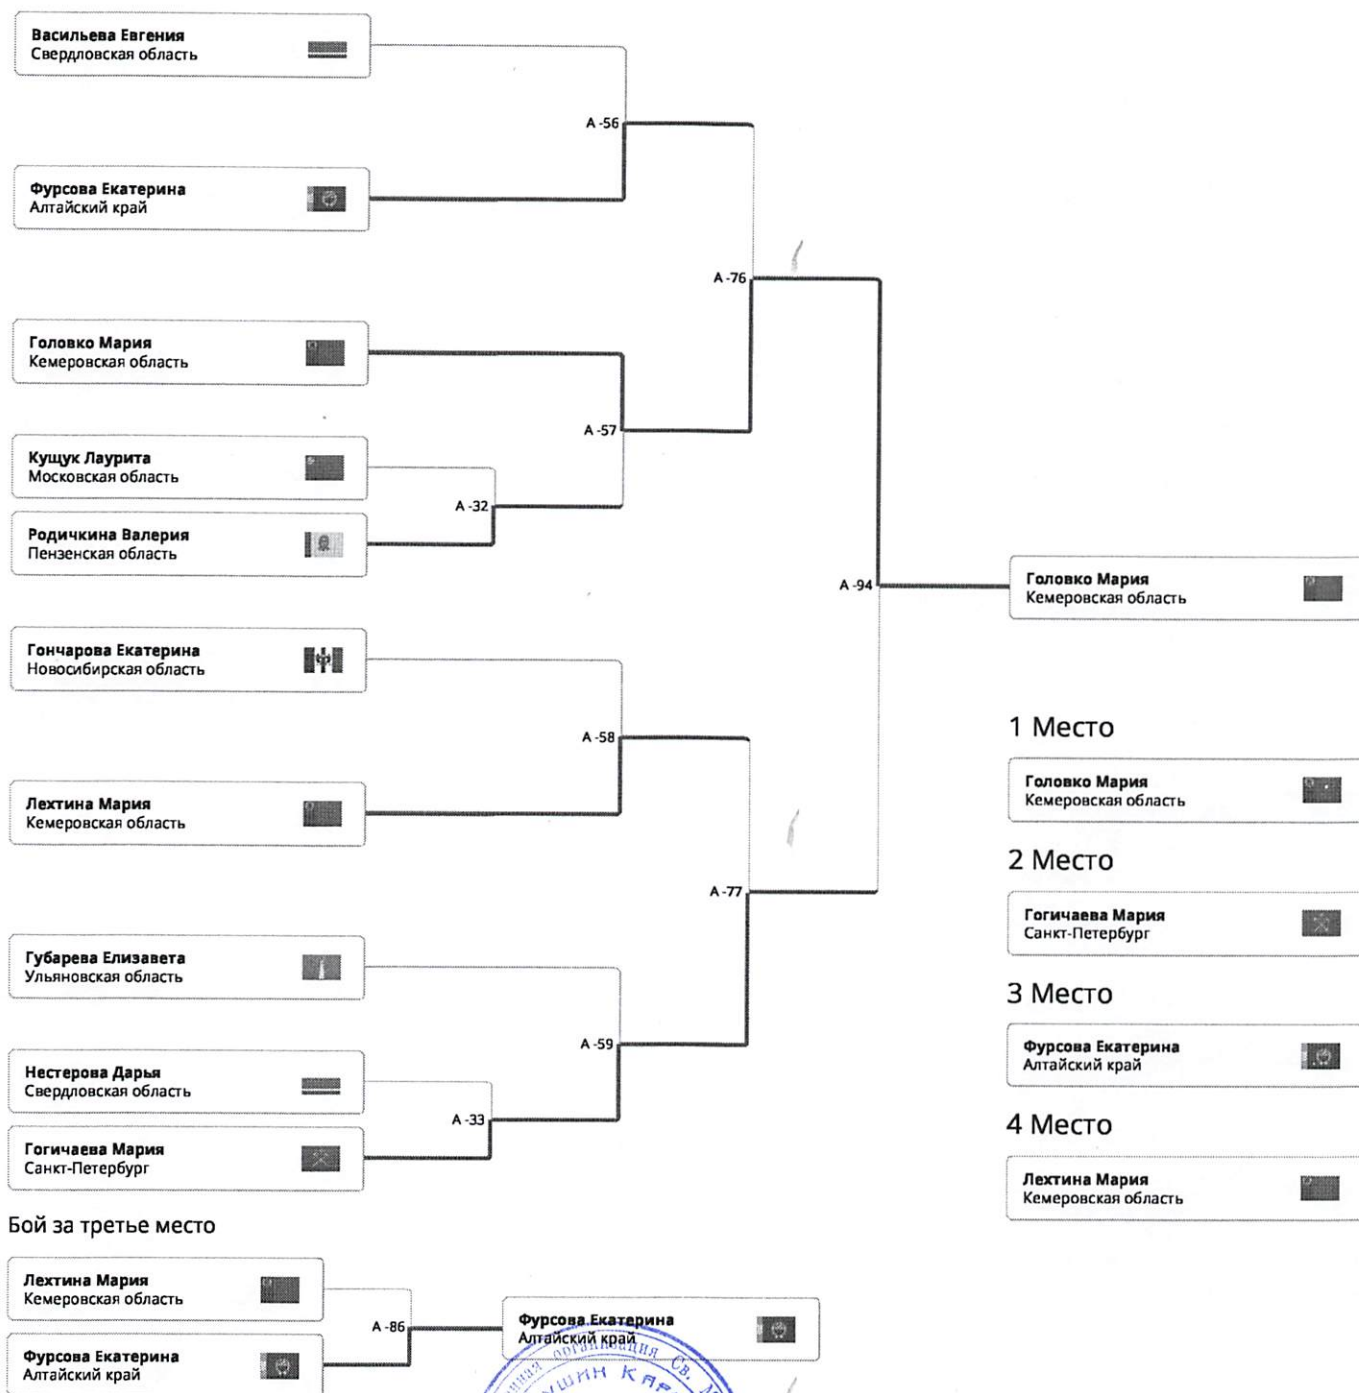 Васильева Евгения
Свердловская область
A -56
Фурсова Екатерина
Алтайский край
A -76
Головко Мария
Кемеровская область
A -57
Кущук Лаурита
Московская область
A -32
Родичкина Валерия
Пензенская область
A -94
Головко Мария
Кемеровская область
Гончарова Екатерина
Новосибирская область
A -58
Лехтина Мария
Кемеровская область
A -77
Губарева Елизавета
Ульяновская область
A -59
Нестерова Дарья
Свердловская область
A -33
Гогичаева Мария
Санкт-Петербург
1 Место
Головко Мария
Кемеровская область
2 Место
Гогичаева Мария
Санкт-Петербург
3 Место
Фурсова Екатерина
Алтайский край
4 Место
Лехтина Мария
Кемеровская область
Бой за третье место
Лехтина Мария
Кемеровская область
A -86
Фурсова Екатерина
Алтайский край
Фурсова Екатерина
Алтайский край
организация Св.